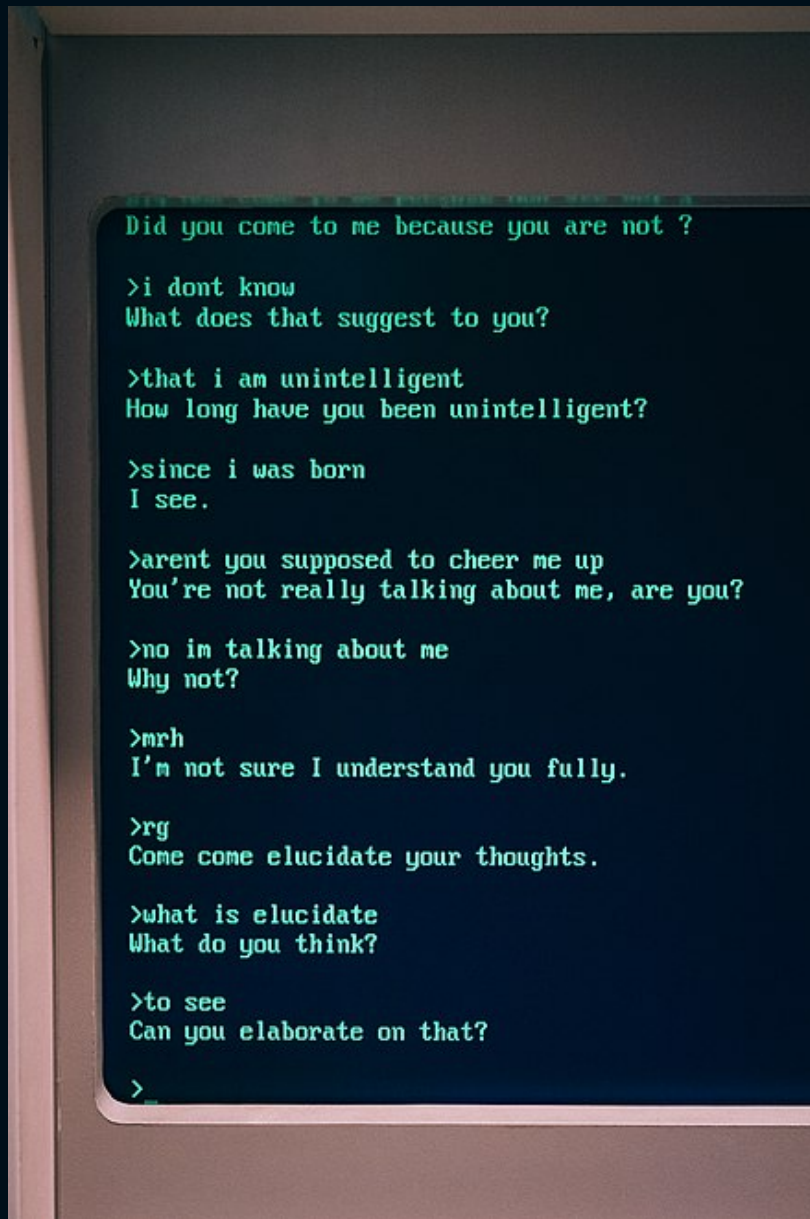 Did you come to me because you are not ?
>i dont know
What does that suggest to you?
>that i am unintelligent
How long have you been unintelligent?
>since i was born
I see.
>arent you supposed to cheer me up
You're not really talking about me, are you?
>no im talking about me
Why not?
>mrh
I'm not sure I understand you fully.
>rg
Come come elucidate your thoughts.
>what is elucidate
What do you think?
>to see
Can you elaborate on that?
>_